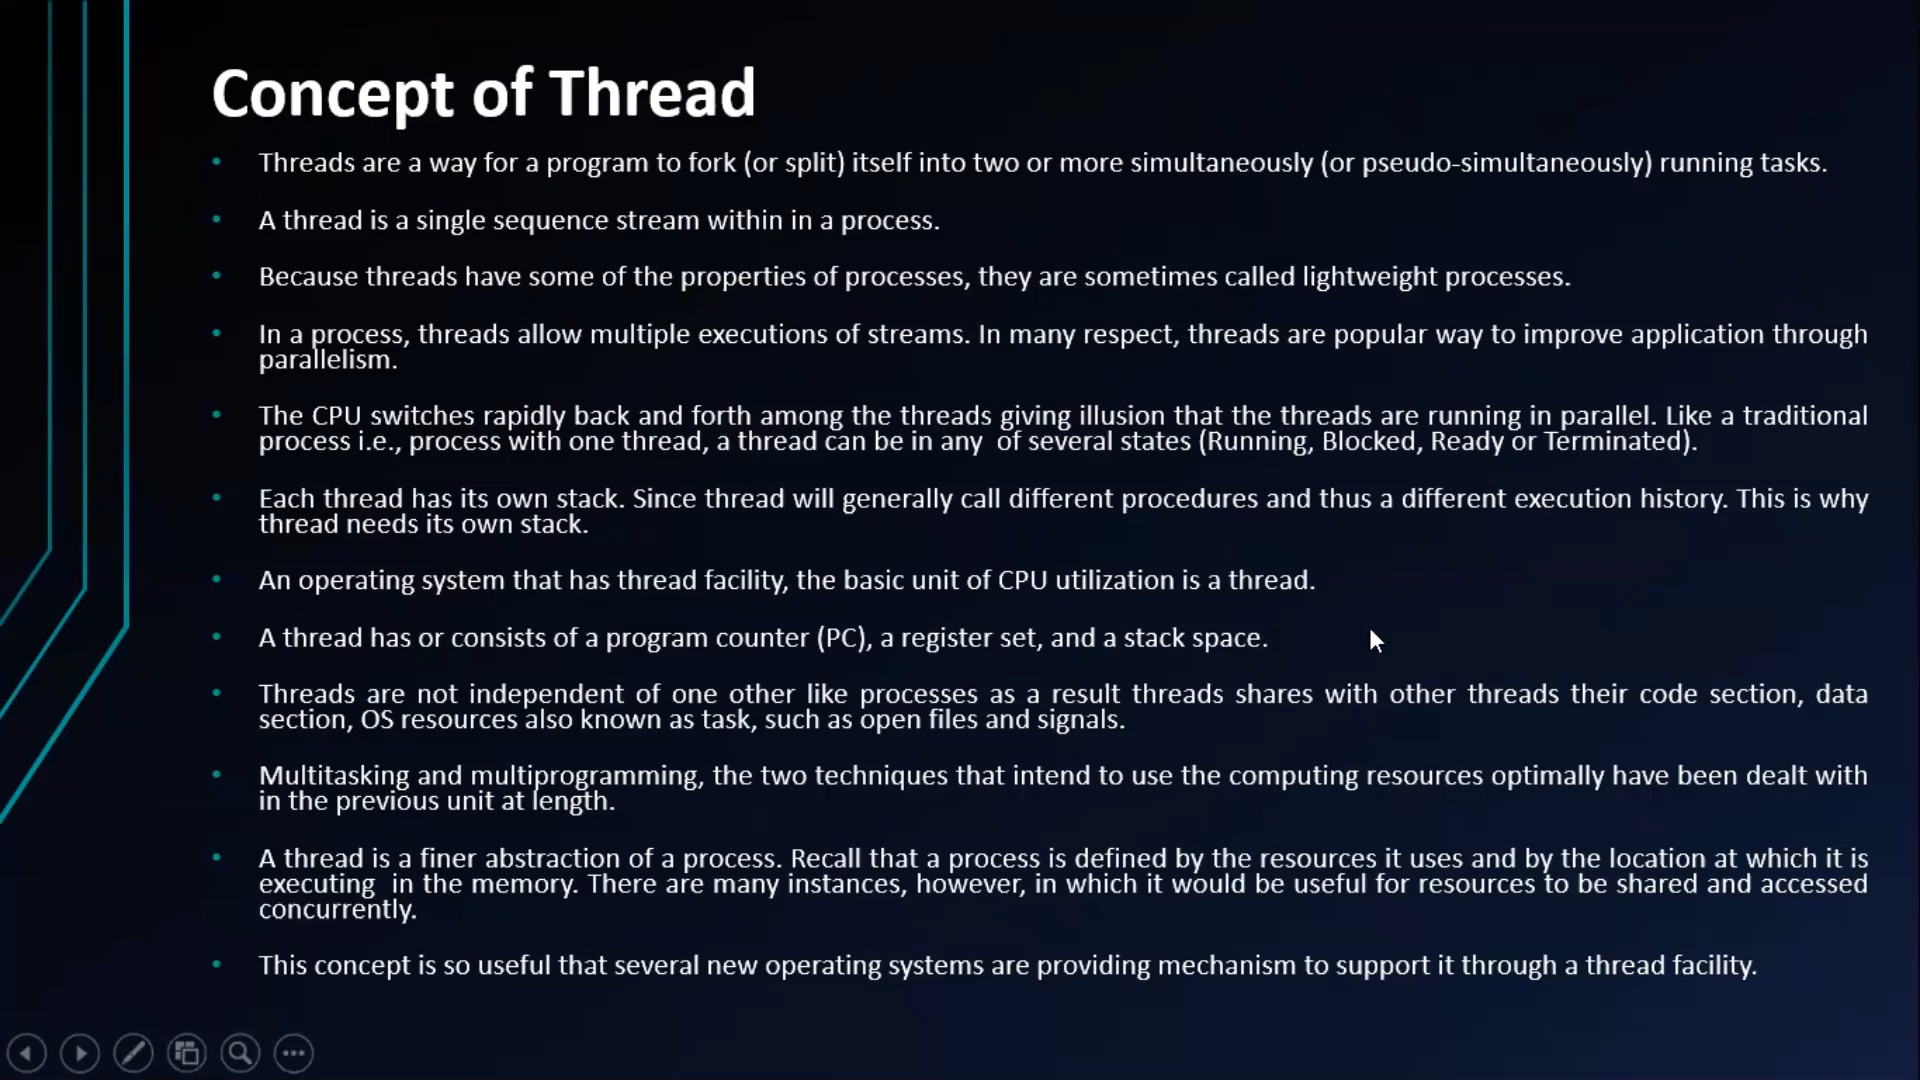 Concept of Thread
• Threads are a way for a program to fork (or split) itself into two or more simultaneously (or pseudo-simultaneously) running tasks.
• A thread is a single sequence stream within in a process.
• Because threads have some of the properties of processes, they are sometimes called lightweight processes.
• In a process, threads allow multiple executions of streams. In many respect, threads are popular way to improve application through
parallelism.
• The CPU switches rapidly back and forth among the threads giving illusion that the threads are running in parallel. Like a traditional
process i.e., process with one thread, a thread can be in any of several states (Running, Blocked, Ready or Terminated).
• Each thread has its own stack. Since thread will generally call different procedures and thus a different execution history. This is why
thread needs its own stack.
• An operating system that has thread facility, the basic unit of CPU utilization is a thread.
• A thread has or consists of a program counter (PC), a register set, and a stack space.
• Threads are not independent of one other like processes as a result threads shares with other threads their code section, data
section, OS resources also known as task, such as open files and signals.
• Multitasking and multiprogramming, the two techniques that intend to use the computing resources optimally have been dealt with
in the previous unit at length.
• A thread is a finer abstraction of a process. Recall that a process is defined by the resources it uses and by the location at which it is
executing in the memory. There are many instances, however, in which it would be useful for resources to be shared and accessed
concurrently.
• This concept is so useful that several new operating systems are providing mechanism to support it through a thread facility.